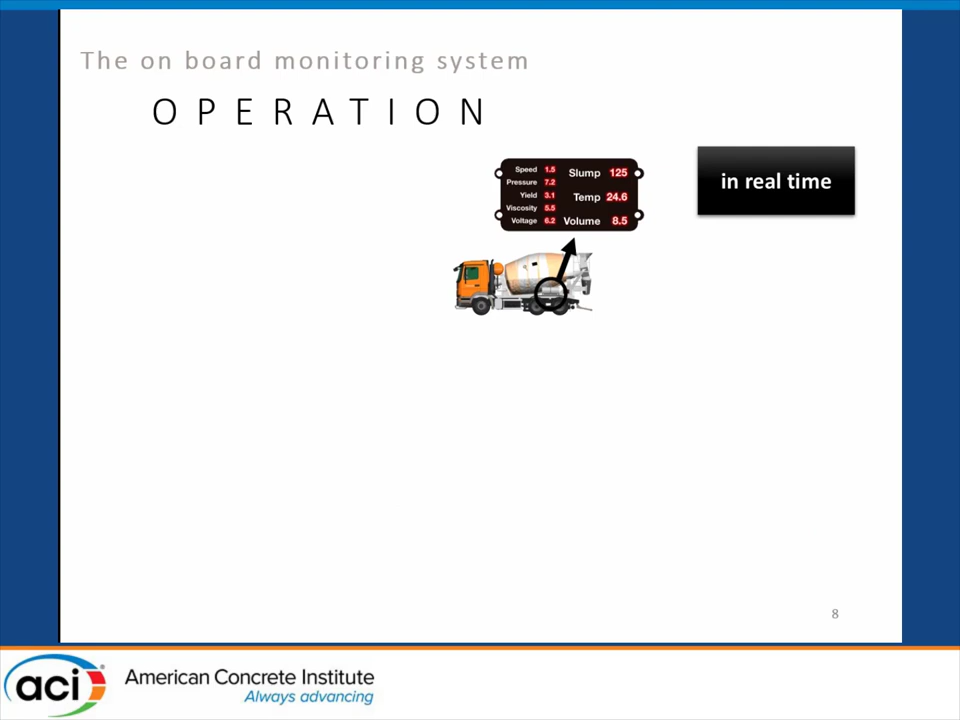 The on board monitoring system
OPERATION
Speed 1.5
Pressure 7.2
Yield 3.1
Viscosity 5.5
Voltage 6.2
Slump 125
Temp 24.6
Volume 8.5
in real time
8
aci
American Concrete Institute
Always advancing